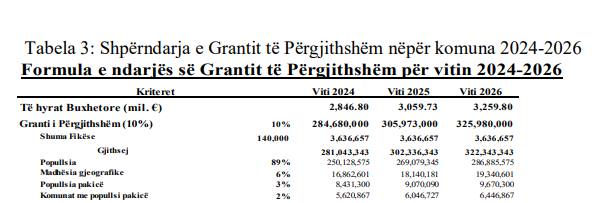 Tabela 3: Shpërndarja e Grantit të Përgjithshëm nëpër komuna 2024-2026
Formula e ndarjës së Grantit të Përgjithshëm për vitin 2024-2026
Kriteret Viti 2024 Viti 2025 Viti 2026
Të hyrat Buxhetore (mil. €) 2,846.80 3,059.73 3,259.80
Granti i Përgjithshëm (10%) 10% 284,680,000 305,973,000 325,980,000
Shuma Fikëse 140,000 3,636,657 3,636,657 3,636,657
Gjithsej 281,043,343 302,336,343 322,343,343
Popullsia 89% 250,128,575 269,079,345 286,885,575
Madhësia gjeografike 6% 16,862,601 18,140,181 19,340,601
Popullsia pakicë 3% 8,431,300 9,070,090 9,670,300
Komunat me popullsi pakicë 2% 5,620,867 6,046,727 6,446,867